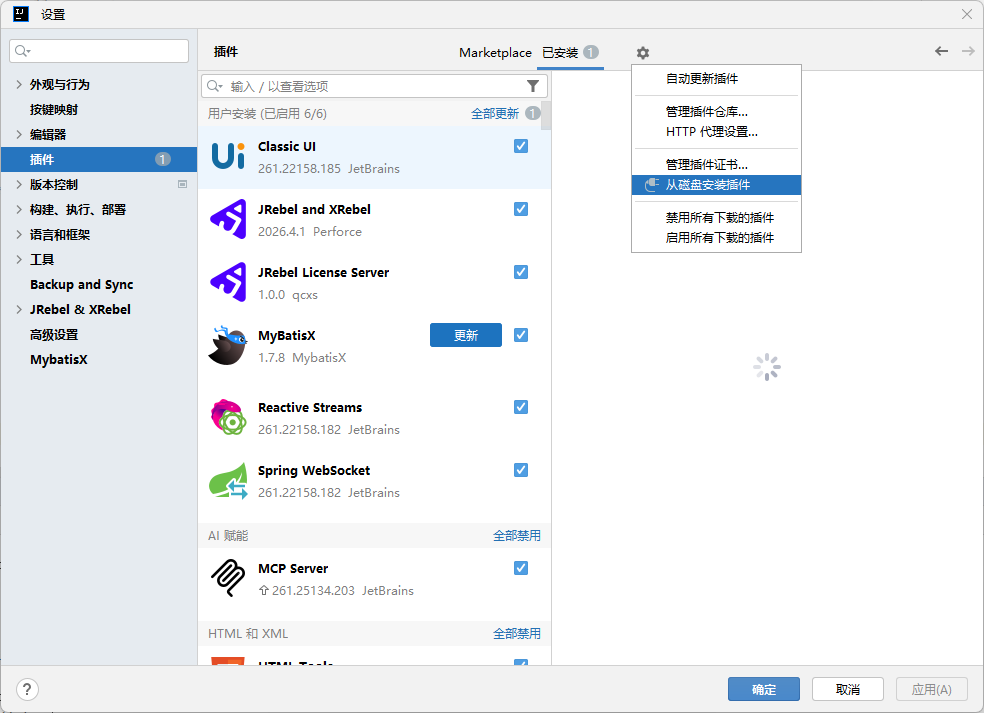 设置
插件
Marketplace
已安装 1
外观与行为
按键映射
编辑器
插件 1
版本控制
构建、执行、部署
语言和框架
工具
Backup and Sync
JRebel & XRebel
高级设置
MybatisX
输入 / 以查看选项
用户安装 (已启用 6/6) 全部更新 1
Classic UI
261.22158.185 JetBrains
JRebel and XRebel
2026.4.1 Perforce
JRebel License Server
1.0.0 qcxs
MyBatisX 更新
1.7.8 MybatisX
Reactive Streams
261.22158.182 JetBrains
Spring WebSocket
261.22158.182 JetBrains
AI 赋能 全部禁用
MCP Server
261.25134.203 JetBrains
HTML 和 XML 全部禁用
HTML Tools
自动更新插件
管理插件仓库...
HTTP 代理设置...
管理插件证书...
从磁盘安装插件
禁用所有下载的插件
启用所有下载的插件
?
确定
取消
应用(A)